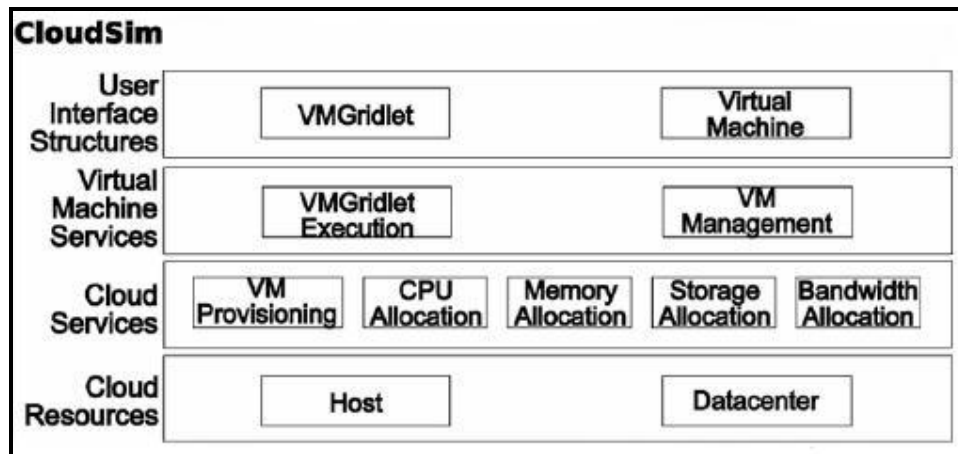 CloudSim
User
Interface
Structures
VMGridlet
Virtual
Machine
Virtual
Machine
Services
VMGridlet
Execution
VM
Management
Cloud
Services
VM
Provisioning
CPU
Allocation
Memory
Allocation
Storage
Allocation
Bandwidth
Allocation
Cloud
Resources
Host
Datacenter